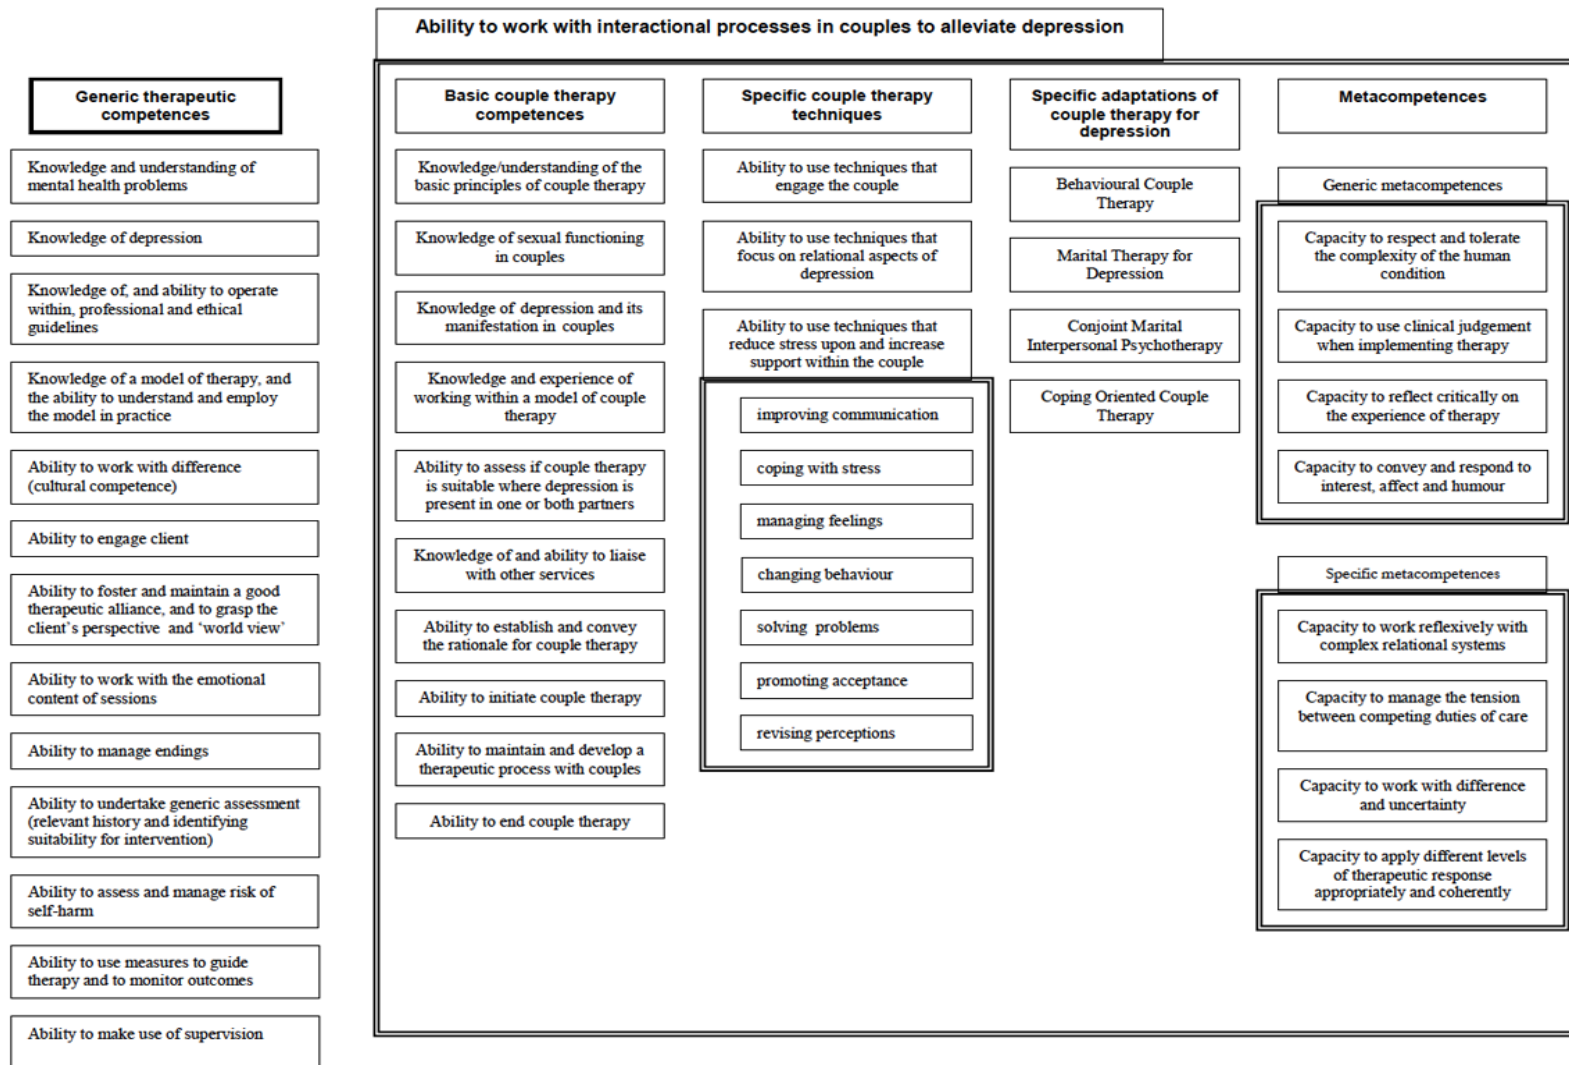 Ability to work with interactional processes in couples to alleviate depression
Generic therapeutic
competences
Knowledge and understanding of
mental health problems
Knowledge of depression
Knowledge of, and ability to operate
within, professional and ethical
guidelines
Knowledge of a model of therapy, and
the ability to understand and employ
the model in practice
Ability to work with difference
(cultural competence)
Ability to engage client
Ability to foster and maintain a good
therapeutic alliance, and to grasp the
client’s perspective and ‘world view’
Ability to work with the emotional
content of sessions
Ability to manage endings
Ability to undertake generic assessment
(relevant history and identifying
suitability for intervention)
Ability to assess and manage risk of
self-harm
Ability to use measures to guide
therapy and to monitor outcomes
Ability to make use of supervision
Basic couple therapy
competences
Knowledge/understanding of the
basic principles of couple therapy
Knowledge of sexual functioning
in couples
Knowledge of depression and its
manifestation in couples
Knowledge and experience of
working within a model of couple
therapy
Ability to assess if couple therapy
is suitable where depression is
present in one or both partners
Knowledge of and ability to liaise
with other services
Ability to establish and convey
the rationale for couple therapy
Ability to initiate couple therapy
Ability to maintain and develop a
therapeutic process with couples
Ability to end couple therapy
Specific couple therapy
techniques
Ability to use techniques that
engage the couple
Ability to use techniques that
focus on relational aspects of
depression
Ability to use techniques that
reduce stress upon and increase
support within the couple
improving communication
coping with stress
managing feelings
changing behaviour
solving problems
promoting acceptance
revising perceptions
Specific adaptations of
couple therapy for
depression
Behavioural Couple
Therapy
Marital Therapy for
Depression
Conjoint Marital
Interpersonal Psychotherapy
Coping Oriented Couple
Therapy
Metacompetences
Generic metacompetences
Capacity to respect and tolerate
the complexity of the human
condition
Capacity to use clinical judgement
when implementing therapy
Capacity to reflect critically on
the experience of therapy
Capacity to convey and respond to
interest, affect and humour
Specific metacompetences
Capacity to work reflexively with
complex relational systems
Capacity to manage the tension
between competing duties of care
Capacity to work with difference
and uncertainty
Capacity to apply different levels
of therapeutic response
appropriately and coherently